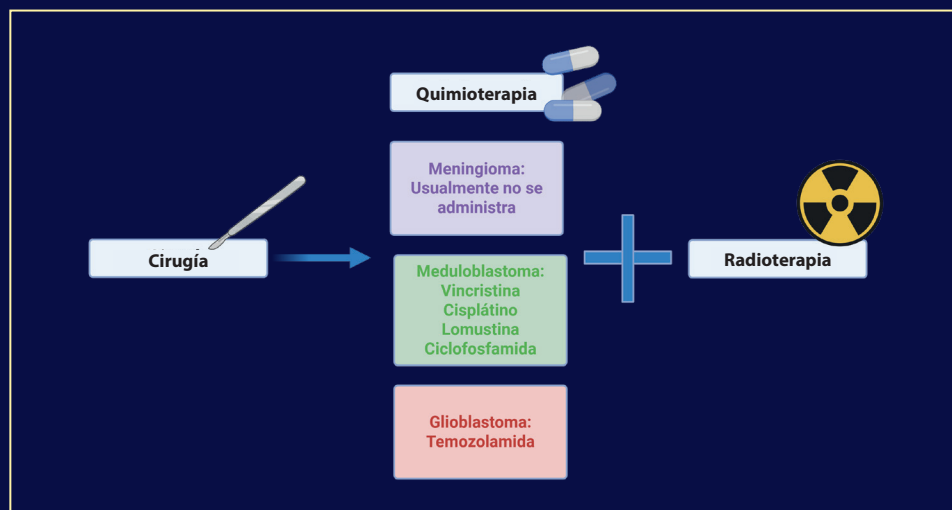 Quimioterapia
Meningioma:
Usualmente no se
administra
Cirugía
Meduloblastoma:
Vincristina
Cisplátino
Lomustina
Ciclofosfamida
Radioterapia
Glioblastoma:
Temozolamida